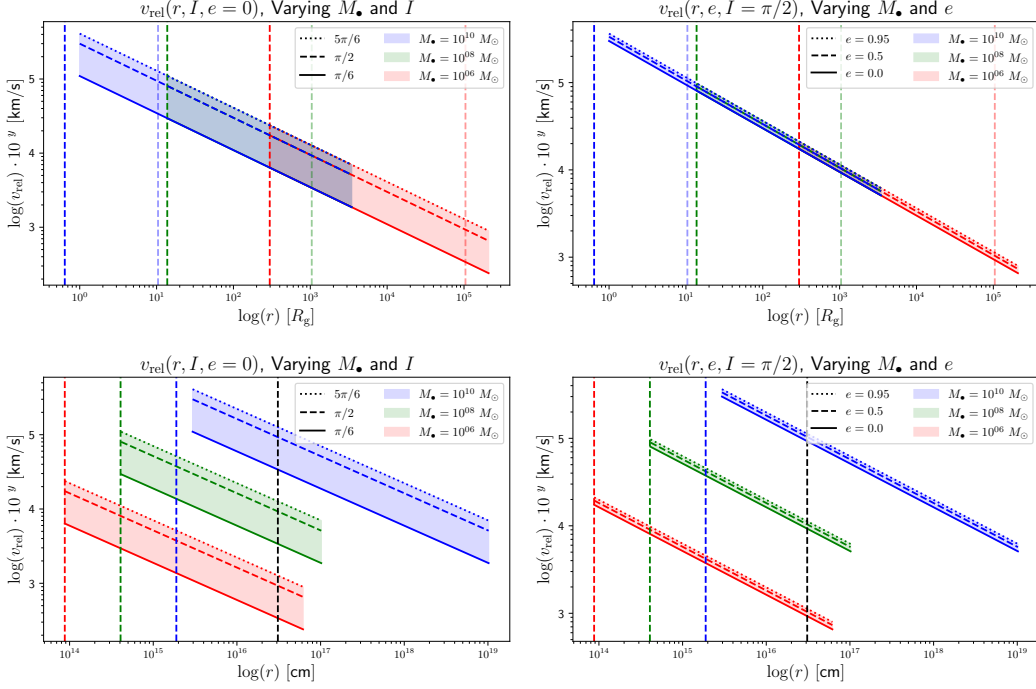 v_rel(r, I, e = 0), Varying M_• and I
5π/6
π/2
π/6
M_• = 10^10 M_⊙
M_• = 10^08 M_⊙
M_• = 10^06 M_⊙
log(v_rel) · 10^y [km/s]
5
4
3
10^0
10^1
10^2
10^3
10^4
10^5
log(r) [R_g]
v_rel(r, e, I = π/2), Varying M_• and e
e = 0.95
e = 0.5
e = 0.0
M_• = 10^10 M_⊙
M_• = 10^08 M_⊙
M_• = 10^06 M_⊙
log(v_rel) · 10^y [km/s]
5
4
3
10^0
10^1
10^2
10^3
10^4
10^5
log(r) [R_g]
v_rel(r, I, e = 0), Varying M_• and I
5π/6
π/2
π/6
M_• = 10^10 M_⊙
M_• = 10^08 M_⊙
M_• = 10^06 M_⊙
log(v_rel) · 10^y [km/s]
5
4
3
10^14
10^15
10^16
10^17
10^18
10^19
log(r) [cm]
v_rel(r, e, I = π/2), Varying M_• and e
e = 0.95
e = 0.5
e = 0.0
M_• = 10^10 M_⊙
M_• = 10^08 M_⊙
M_• = 10^06 M_⊙
log(v_rel) · 10^y [km/s]
5
4
3
10^14
10^15
10^16
10^17
10^18
10^19
log(r) [cm]